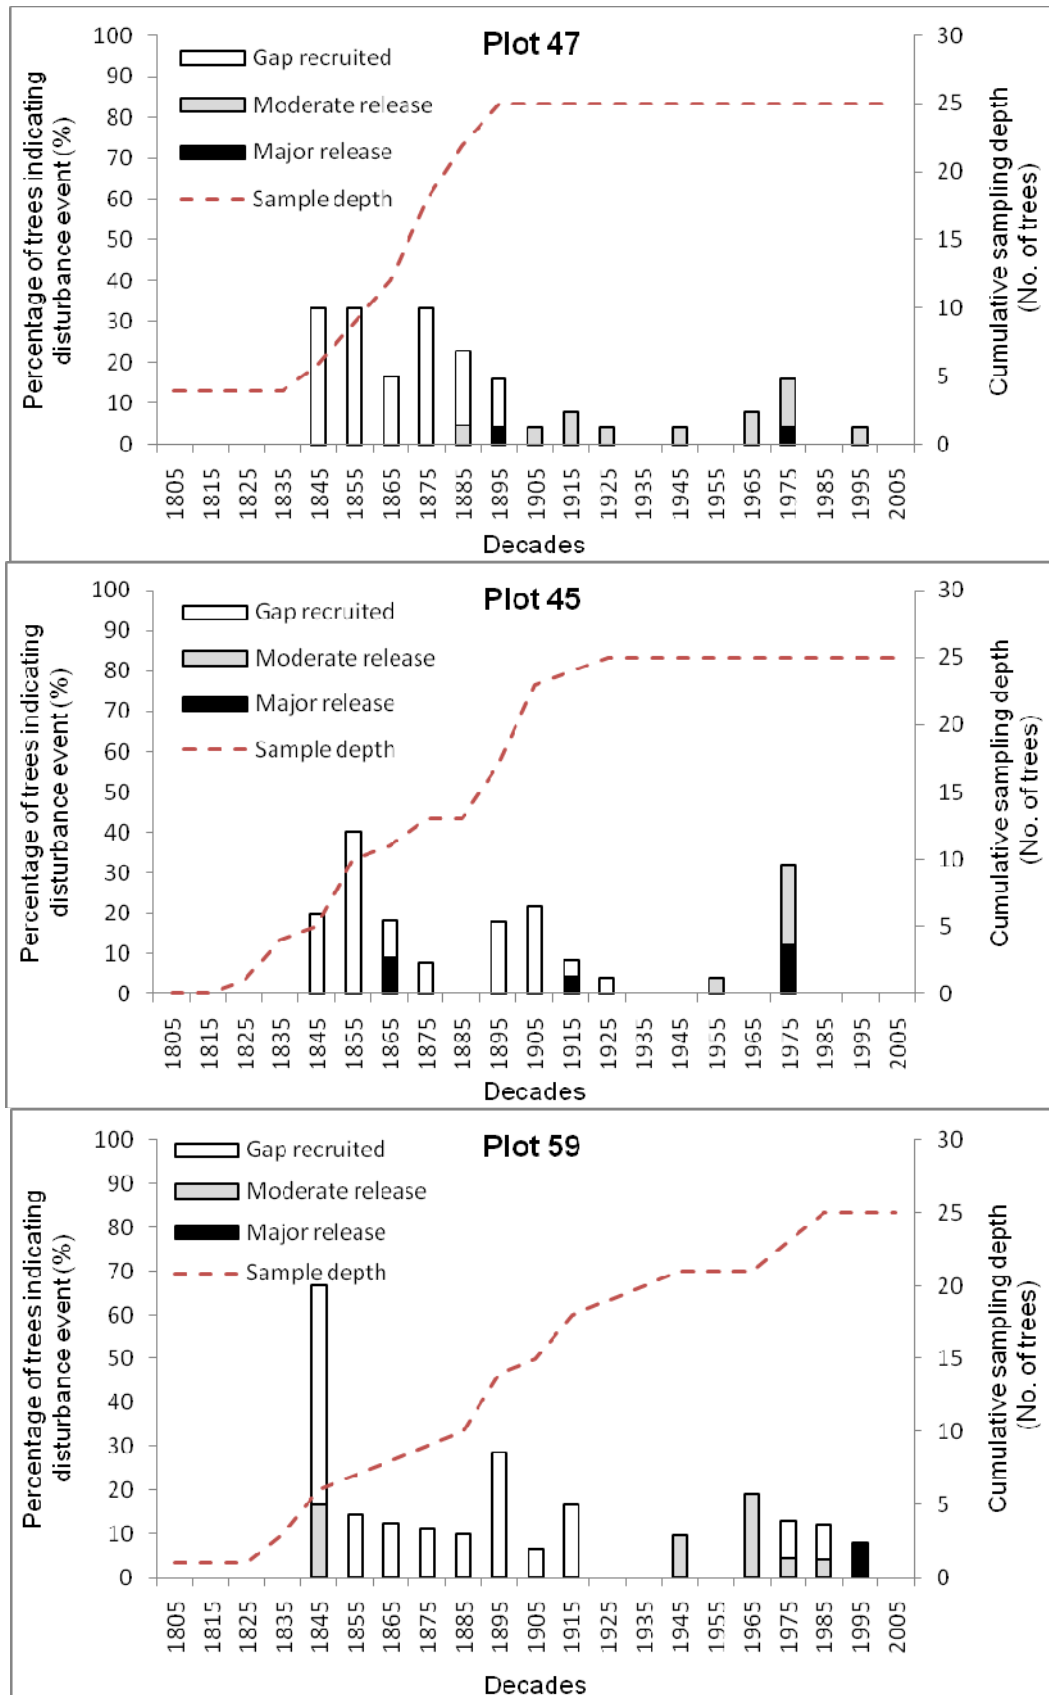 Plot 47
Percentage of trees indicating
disturbance event (%)
100
90
80
70
60
50
40
30
20
10
0
Gap recruited
Moderate release
Major release
Sample depth
30
25
20
15
10
5
0
Cumulative sampling depth
(No. of trees)
1805 1815 1825 1835 1845 1855 1865 1875 1885 1895 1905 1915 1925 1935 1945 1955 1965 1975 1985 1995 2005
Decades
Plot 45
Percentage of trees indicating
disturbance event (%)
100
90
80
70
60
50
40
30
20
10
0
Gap recruited
Moderate release
Major release
Sample depth
30
25
20
15
10
5
0
Cumulative sampling depth
(No. of trees)
1805 1815 1825 1835 1845 1855 1865 1875 1885 1895 1905 1915 1925 1935 1945 1955 1965 1975 1985 1995 2005
Decades
Plot 59
Percentage of trees indicating
disturbance event (%)
100
90
80
70
60
50
40
30
20
10
0
Gap recruited
Moderate release
Major release
Sample depth
30
25
20
15
10
5
0
Cumulative sampling depth
(No. of trees)
1805 1815 1825 1835 1845 1855 1865 1875 1885 1895 1905 1915 1925 1935 1945 1955 1965 1975 1985 1995 2005
Decades